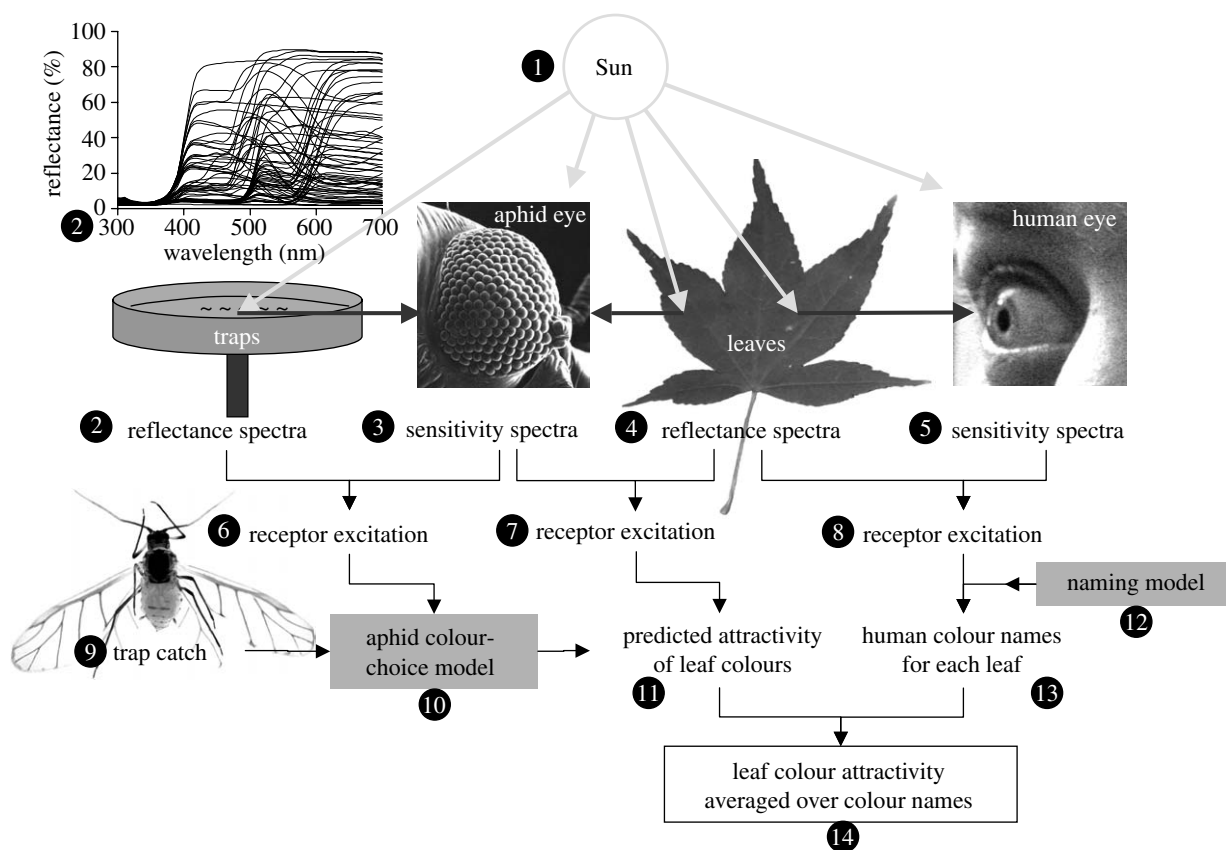 100
80
60
40
20
0
reflectance (%)
300 400 500 600 700
wavelength (nm)
2
1 Sun
aphid eye
human eye
~ ~ ~ ~
traps
leaves
2 reflectance spectra
3 sensitivity spectra
4 reflectance spectra
5 sensitivity spectra
6 receptor excitation
7 receptor excitation
8 receptor excitation
naming model
12
9 trap catch
aphid colour-
choice model
10
predicted attractivity
of leaf colours
11
human colour names
for each leaf
13
leaf colour attractivity
averaged over colour names
14